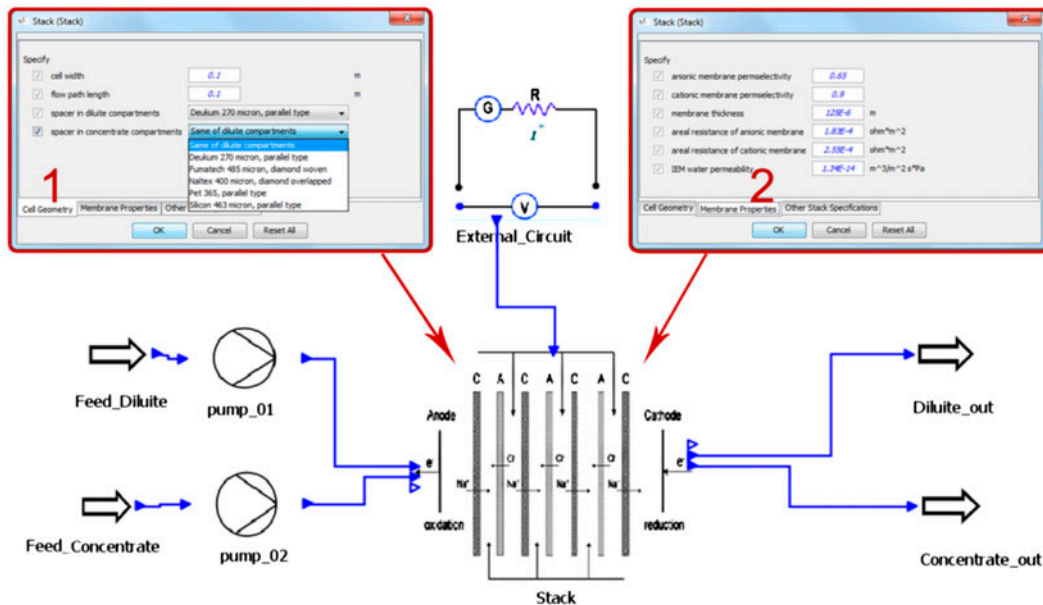 Stack (Stack)
Specify
cell width 0.1 m
flow path length 0.1 m
spacer in diluite compartments Deukum 270 micron, parallel type
spacer in concentrate compartments Same of diluite compartments
Same of diluite compartments
Deukum 270 micron, parallel type
Fumatech 485 micron, diamond woven
Naltex 400 micron, diamond overlapped
Pet 365, parallel type
Silicon 463 micron, parallel type
1
Cell Geometry Membrane Properties Other
OK Cancel Reset All
Stack (Stack)
Specify
anionic membrane permselectivity 0.65
cationic membrane permselectivity 0.9
membrane thickness 125E-6 m
areal resistance of anionic membrane 1.83E-4 ohm*m^2
areal resistance of cationic membrane 2.55E-4 ohm*m^2
IEM water permeability 1.34E-14 m^3/m^2 s*Pa
2
Cell Geometry Membrane Properties Other Stack Specifications
OK Cancel Reset All
G R
I
V
External_Circuit
Feed_Diluite
pump_01
Feed_Concentrate
pump_02
C A C A C A C
Anode
Cathode
e-
e-
Cl- Cl- Cl-
Na+ Na+ Na+ Na+
oxidation
reduction
Stack
Diluite_out
Concentrate_out